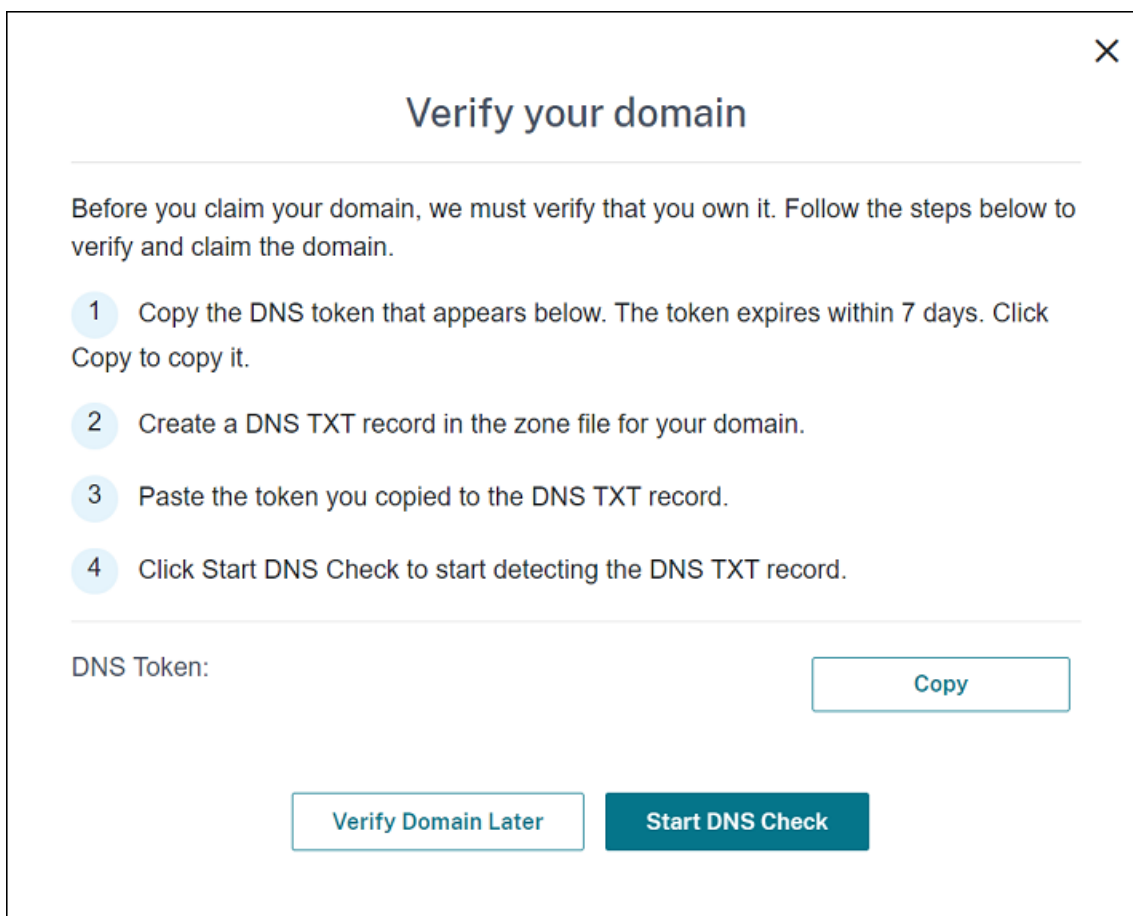 Verify your domain
Before you claim your domain, we must verify that you own it. Follow the steps below to
verify and claim the domain.
1 Copy the DNS token that appears below. The token expires within 7 days. Click
Copy to copy it.
2 Create a DNS TXT record in the zone file for your domain.
3 Paste the token you copied to the DNS TXT record.
4 Click Start DNS Check to start detecting the DNS TXT record.
DNS Token:
Copy
Verify Domain Later
Start DNS Check